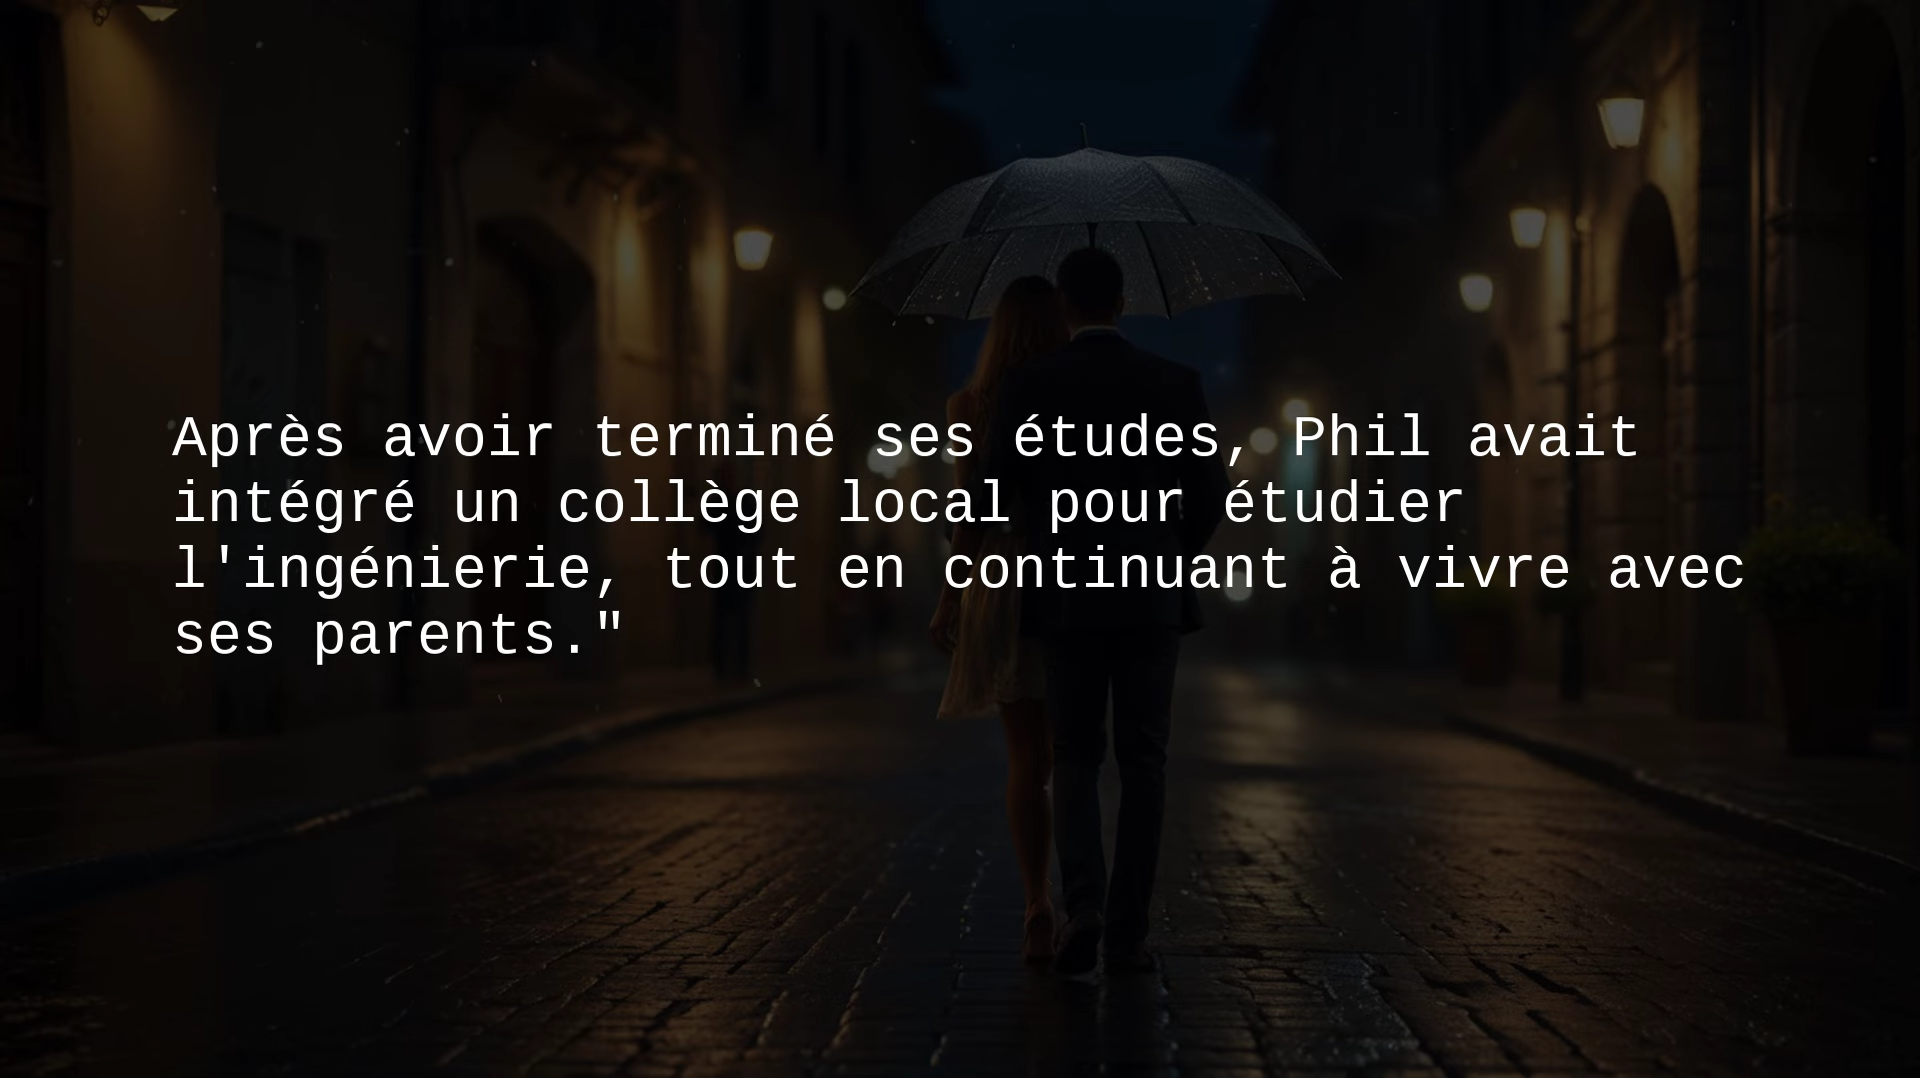 Après avoir terminé ses études, Phil avait
intégré un collège local pour étudier
l'ingénierie, tout en continuant à vivre avec
ses parents."